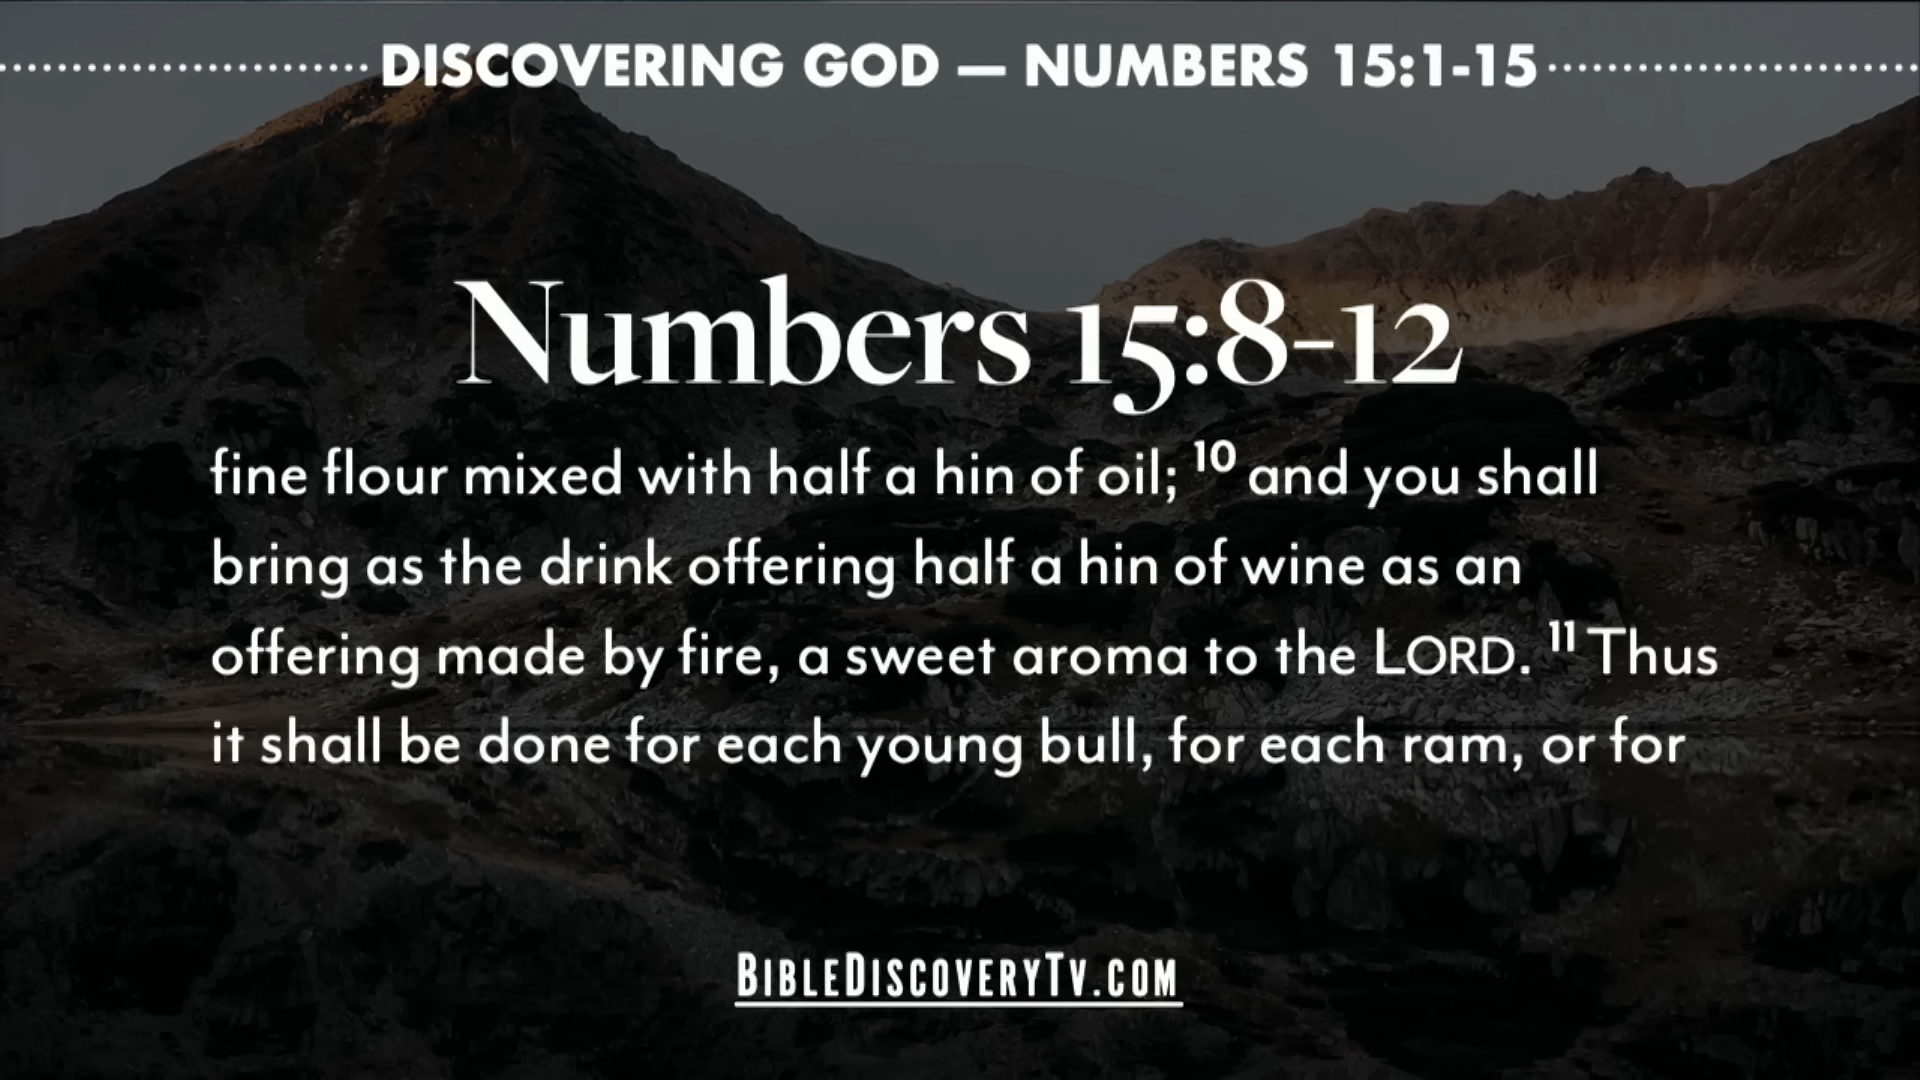 DISCOVERING GOD — NUMBERS 15:1-15
Numbers 15:8-12
fine flour mixed with half a hin of oil; 10 and you shall
bring as the drink offering half a hin of wine as an
offering made by fire, a sweet aroma to the LORD. 11 Thus
it shall be done for each young bull, for each ram, or for
BIBLEDISCOVERYTV.COM